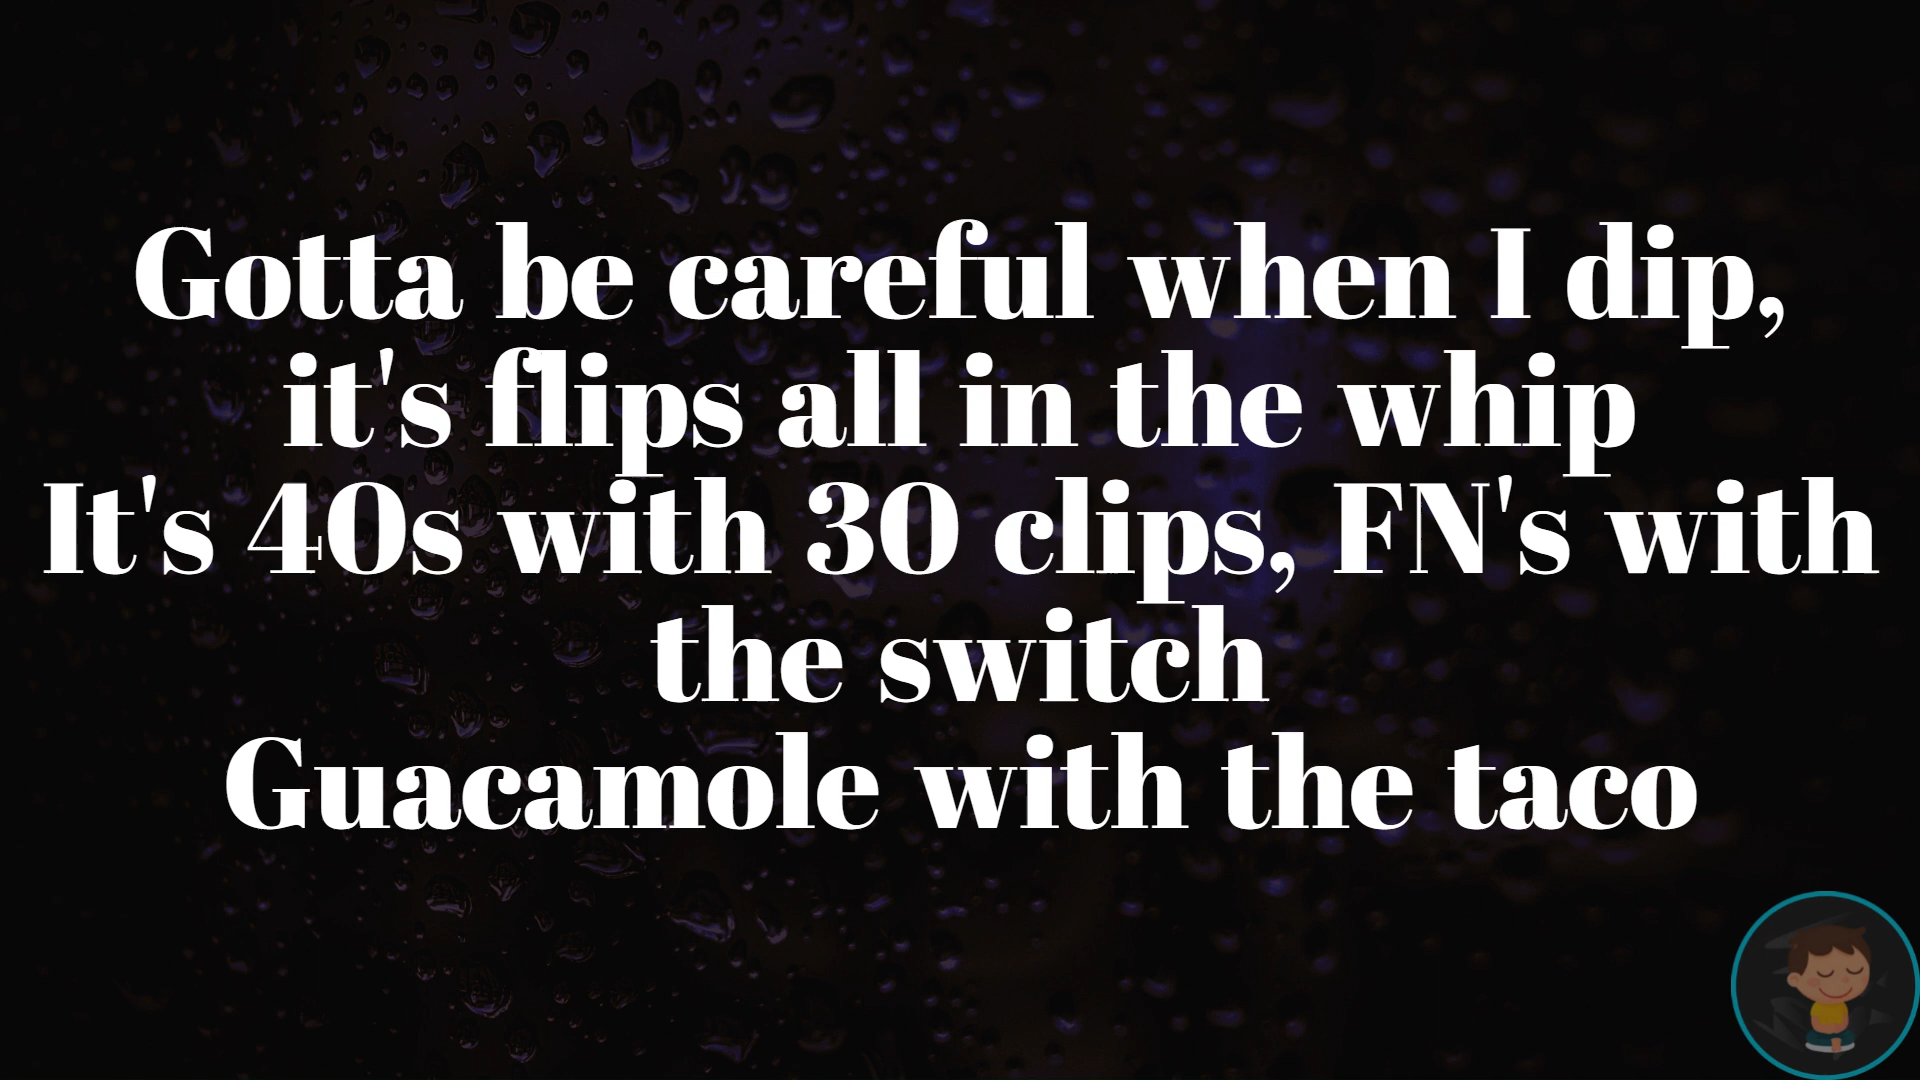 Gotta be careful when I dip,
it's flips all in the whip
It's 40s with 30 clips, FN's with
the switch
Guacamole with the taco